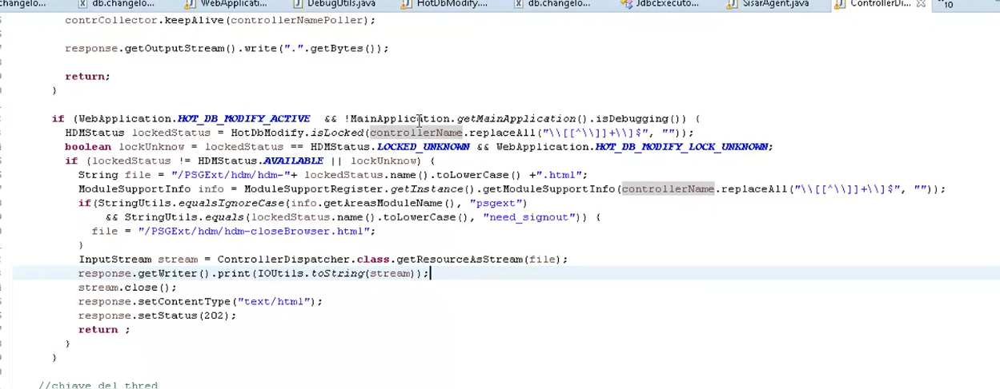 changelo... db.changelo... WebApplicati... DebugUtils.java HotDbModify.... db.changelo... JdbcExecuto... SisarAgent.java ControllerDi... 10
contrCollector.keepAlive(controllerNamePoller);
response.getOutputStream().write(".".getBytes());
return;
}
if (WebApplication.HOT_DB_MODIFY_ACTIVE && !MainApplication.getMainApplication().isDebugging()) {
HDMStatus lockedStatus = HotDbModify.isLocked(controllerName.replaceAll("\\[[^\\]]+\\]$", ""));
boolean lockUnknow = lockedStatus == HDMStatus.LOCKED_UNKNOWN && WebApplication.HOT_DB_MODIFY_LOCK_UNKNOWN;
if (lockedStatus != HDMStatus.AVAILABLE || lockUnknow) {
String file = "/PSGExt/hdm/hdm-"+ lockedStatus.name().toLowerCase() +".html";
ModuleSupportInfo info = ModuleSupportRegister.getInstance().getModuleSupportInfo(controllerName.replaceAll("\\[[^\\]]+\\]$", ""));
if(StringUtils.equalsIgnoreCase(info.getAreasModuleName(), "psgext")
&& StringUtils.equals(lockedStatus.name().toLowerCase(), "need_signout")) {
file = "/PSGExt/hdm/hdm-closeBrowser.html";
}
InputStream stream = ControllerDispatcher.class.getResourceAsStream(file);
response.getWriter().print(IOUtils.toString(stream));
stream.close();
response.setContentType("text/html");
response.setStatus(202);
return ;
}
}
//chiave del thred